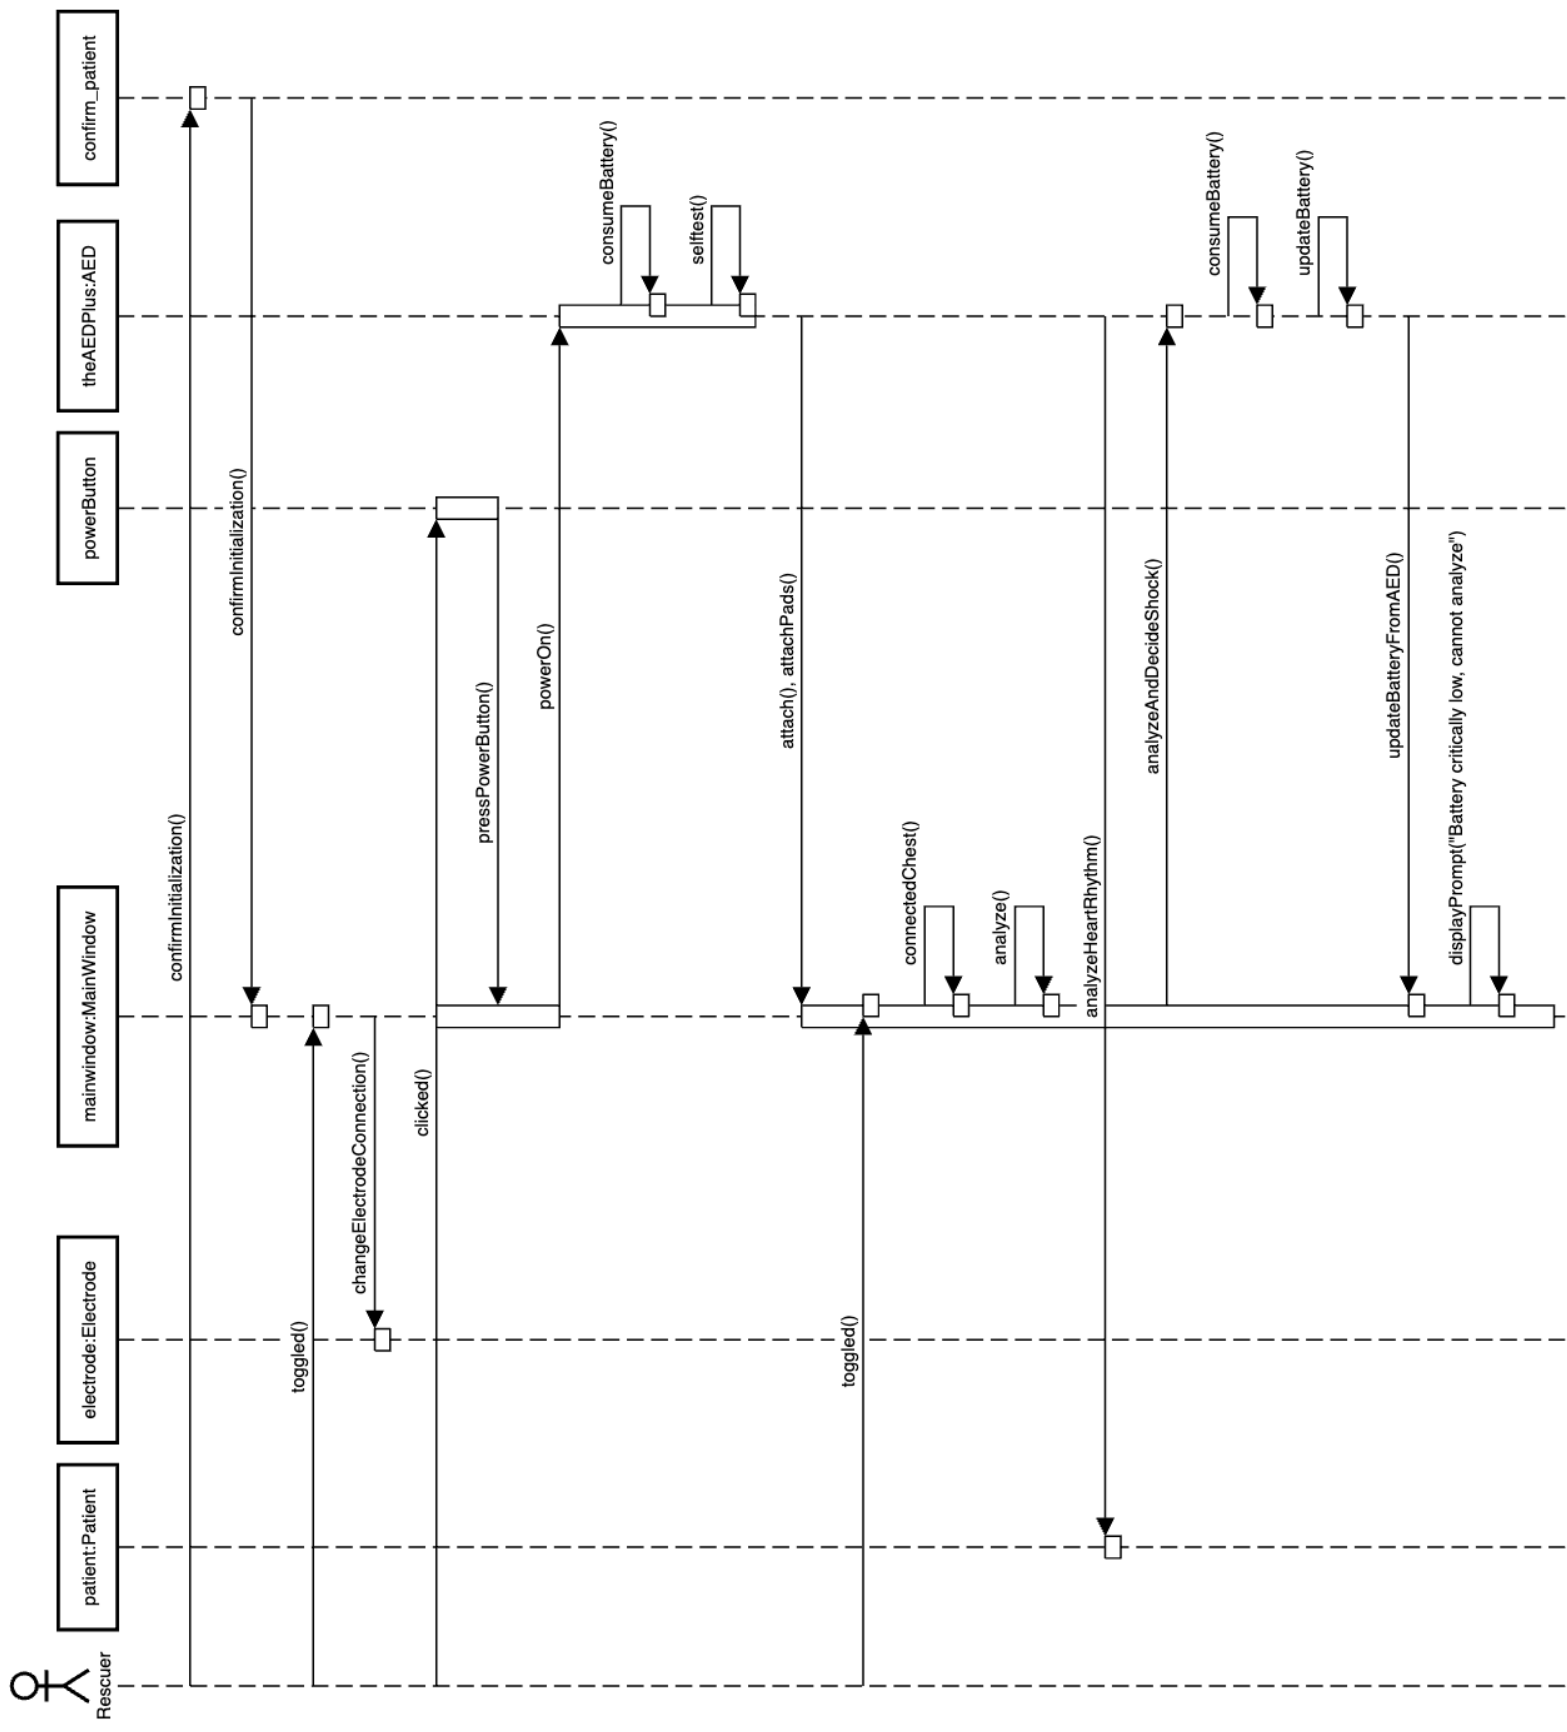 Rescuer
patient:Patient
electrode:Electrode
mainwindow:MainWindow
powerButton
theAEDPlus:AED
confirm_patient
confirmInitialization()
confirmInitialization()
toggled()
changeElectrodeConnection()
clicked()
pressPowerButton()
powerOn()
consumeBattery()
selftest()
attach(), attachPads()
toggled()
connectedChest()
analyze()
analyzeHeartRhythm()
analyzeAndDecideShock()
consumeBattery()
updateBattery()
updateBatteryFromAED()
displayPrompt("Battery critically low, cannot analyze")